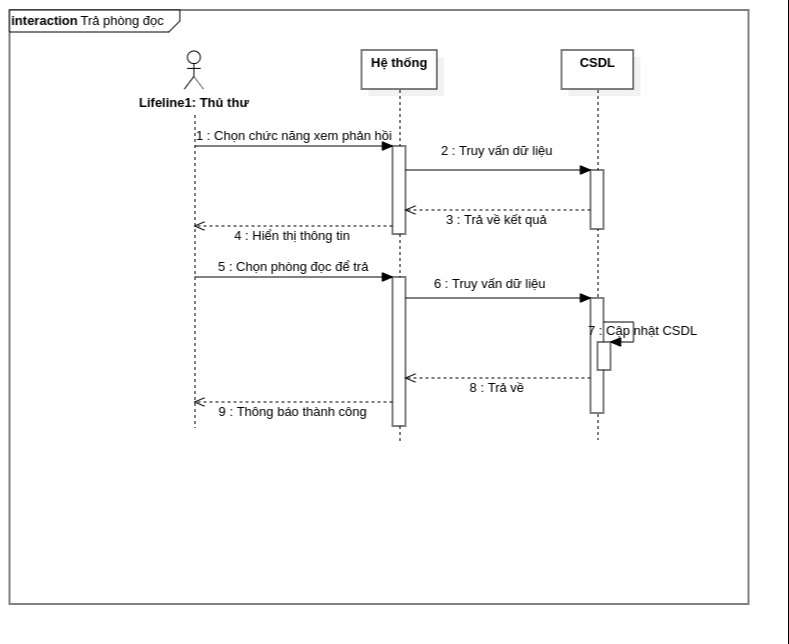 interaction Trả phòng đọc
Hệ thống
CSDL
Lifeline1: Thủ thư
1 : Chọn chức năng xem phản hồi
2 : Truy vấn dữ liệu
3 : Trả về kết quả
4 : Hiển thị thông tin
5 : Chọn phòng đọc để trả
6 : Truy vấn dữ liệu
7 : Cập nhật CSDL
8 : Trả về
9 : Thông báo thành công